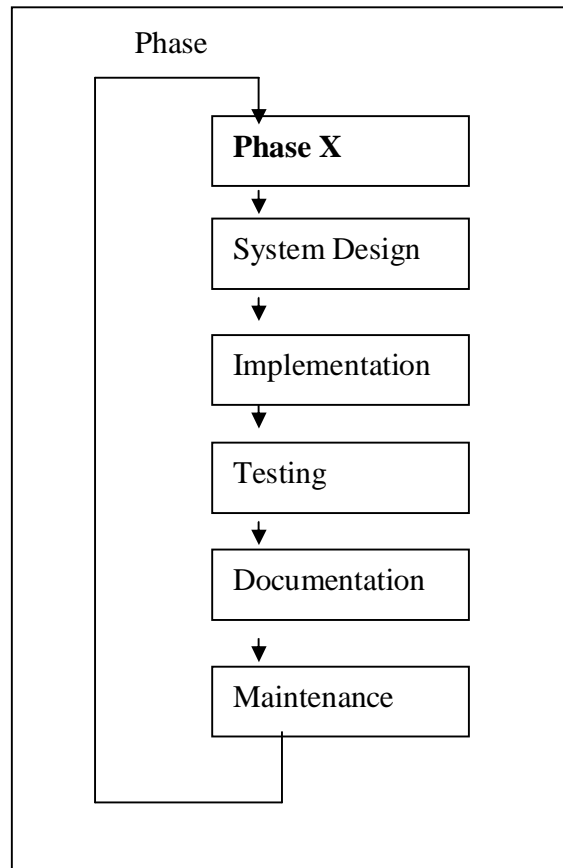 Phase
Phase X
System Design
Implementation
Testing
Documentation
Maintenance